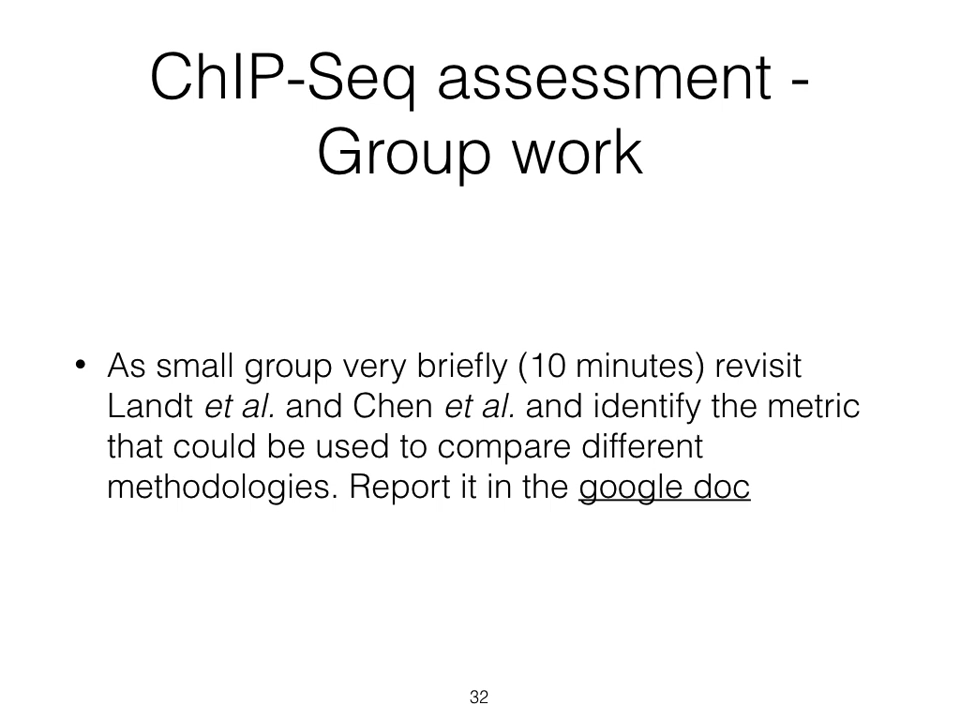 ChIP-Seq assessment -
Group work
• As small group very briefly (10 minutes) revisit
Landt et al. and Chen et al. and identify the metric
that could be used to compare different
methodologies. Report it in the google doc
32